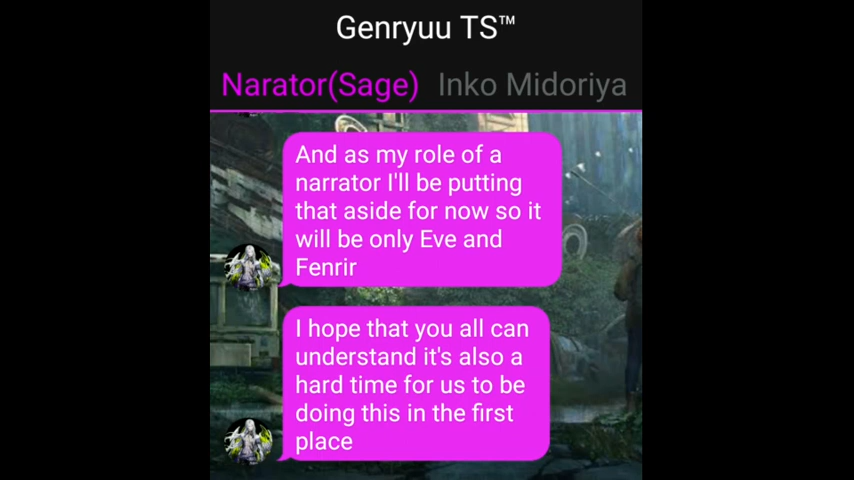 Genryuu TS™
Narator(Sage) Inko Midoriya
And as my role of a
narrator I'll be putting
that aside for now so it
will be only Eve and
Fenrir
I hope that you all can
understand it's also a
hard time for us to be
doing this in the first
place